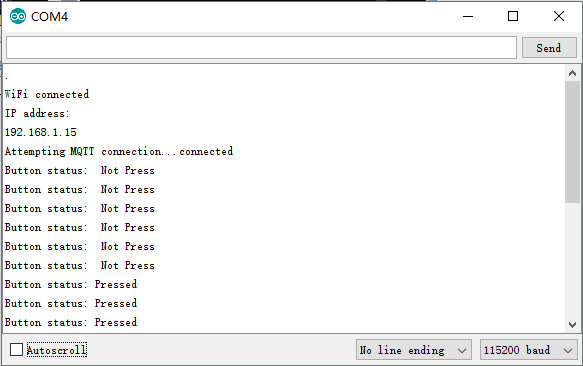 COM4
Send
.
WiFi connected
IP address:
192.168.1.15
Attempting MQTT connection...connected
Button status:  Not Press
Button status:  Not Press
Button status:  Not Press
Button status:  Not Press
Button status:  Not Press
Button status:  Not Press
Button status: Pressed
Button status: Pressed
Button status: Pressed
Autoscroll
No line ending
115200 baud